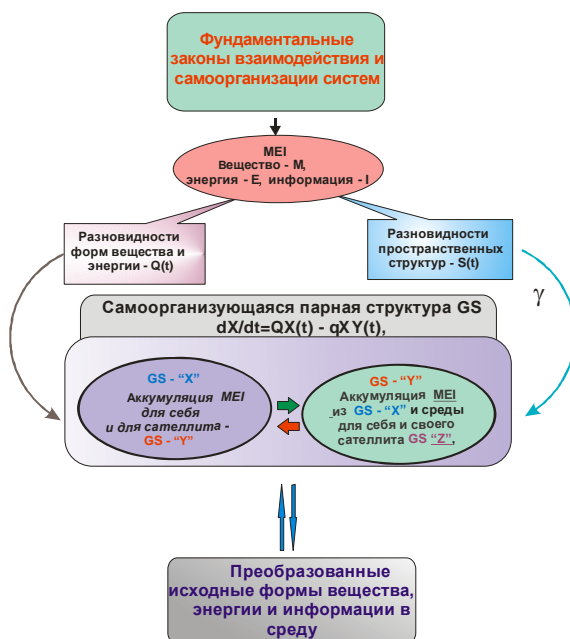 Фундаментальные
законы взаимодействия и
самоорганизации систем
MEI
Вещество - М,
энергия - Е, информация - I
Разновидности
форм вещества и
энергии - Q(t)
Разновидности
пространственных
структур - S(t)
γ
Самоорганизующаяся парная структура GS
dX/dt=QX(t) - qXY(t),
GS - “X”
Аккумуляция MEI
для себя
и для сателлита -
GS - “Y”
GS - “Y”
Аккумуляция MEI
из GS - “X” и среды
для себя и своего
сателлита GS “Z”,
Преобразованные
исходные формы вещества,
энергии и информации в
среду